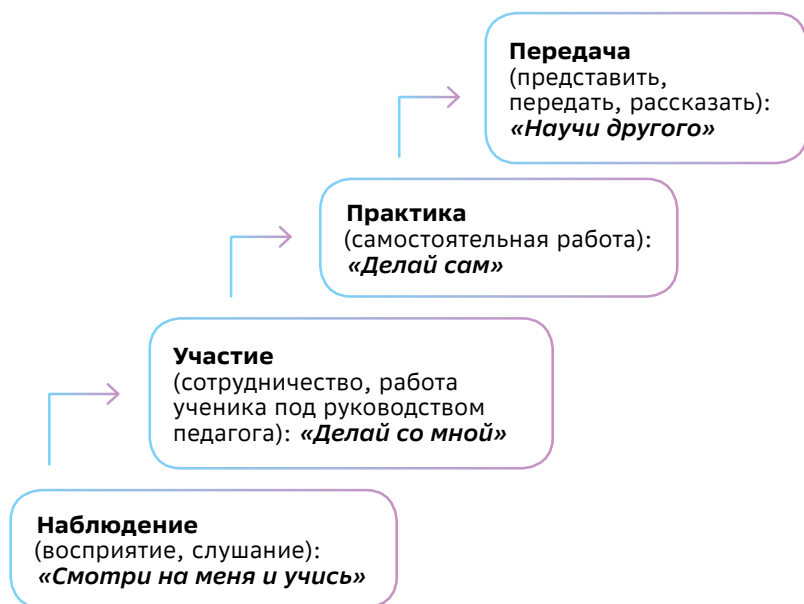 Передача
(представить,
передать, рассказать):
«Научи другого»
Практика
(самостоятельная работа):
«Делай сам»
Участие
(сотрудничество, работа
ученика под руководством
педагога): «Делай со мной»
Наблюдение
(восприятие, слушание):
«Смотри на меня и учись»